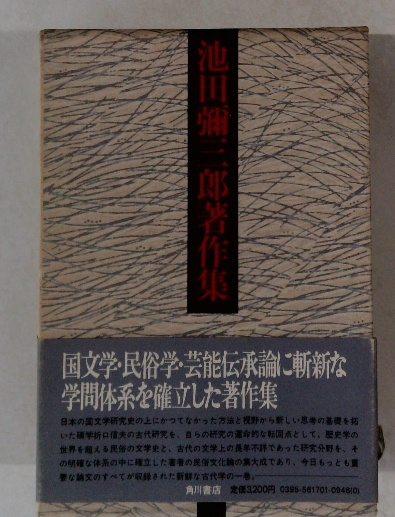 池田彌三郎著作集
国文学・民俗学・芸能伝承論に斬新な
学問体系を確立した著作集
日本の国文学研究史の上にかつてなかった方法と視野から新しい思考の基礎を拓
いた碩学折口信夫の古代研究を、自らの研究の運命的な転回点として、歴史学の
世界を超える民俗の文学史と、古代の文学上の長年不評であった研究分野を、そ
の明確な体系の中に確立した著者の民俗文化論の集大成であり、今日もっとも重
要な論文のすべてが収録された新鮮な古代学の一巻。
角川書店 定価3,200円 0395-561701-0946(0)